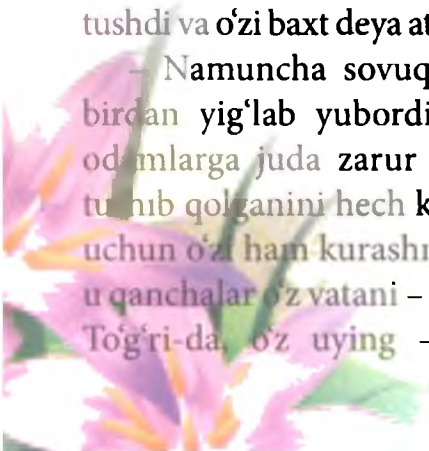 tushdi va o‘zi baxt deya at
– Namuncha sovuq
birdan yig‘lab yubordi
odamlarga juda zarur
tushib qolganini hech k
uchun o‘zi ham kurashm
u qanchalar o‘z vatani –
To‘g‘ri-da, o‘z uying –